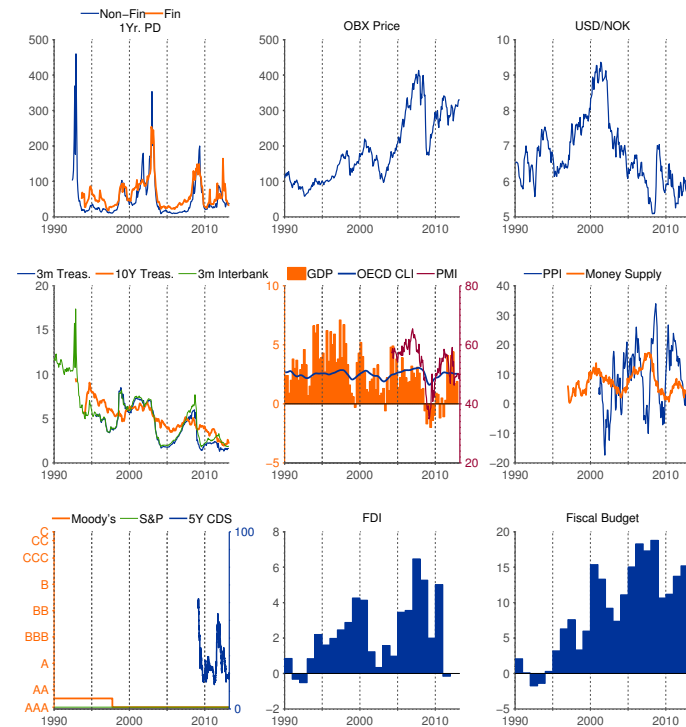 Non−Fin Fin
1Yr. PD OBX Price USD/NOK
500 500 10
400 400 9
300 300 8
200 200 7
100 100 6
0 0 5
1990 2000 2010 1990 2000 2010 1990 2000 2010
3m Treas. 10Y Treas. 3m Interbank GDP OECD CLI PMI PPI Money Supply
20 10 80 40
15 5 60 30
10 0 40 20
5 −5 20 10
0 0
−10
−20
1990 2000 2010 1990 2000 2010 1990 2000 2010
Moody's S&P 5Y CDS FDI Fiscal Budget
C 100 8 20
CC 6 15
CCC 4 10
B 2 5
BB 0 0
BBB −2 −5
A
AA
AAA 0
1990 2000 2010 1990 2000 2010 1990 2000 2010